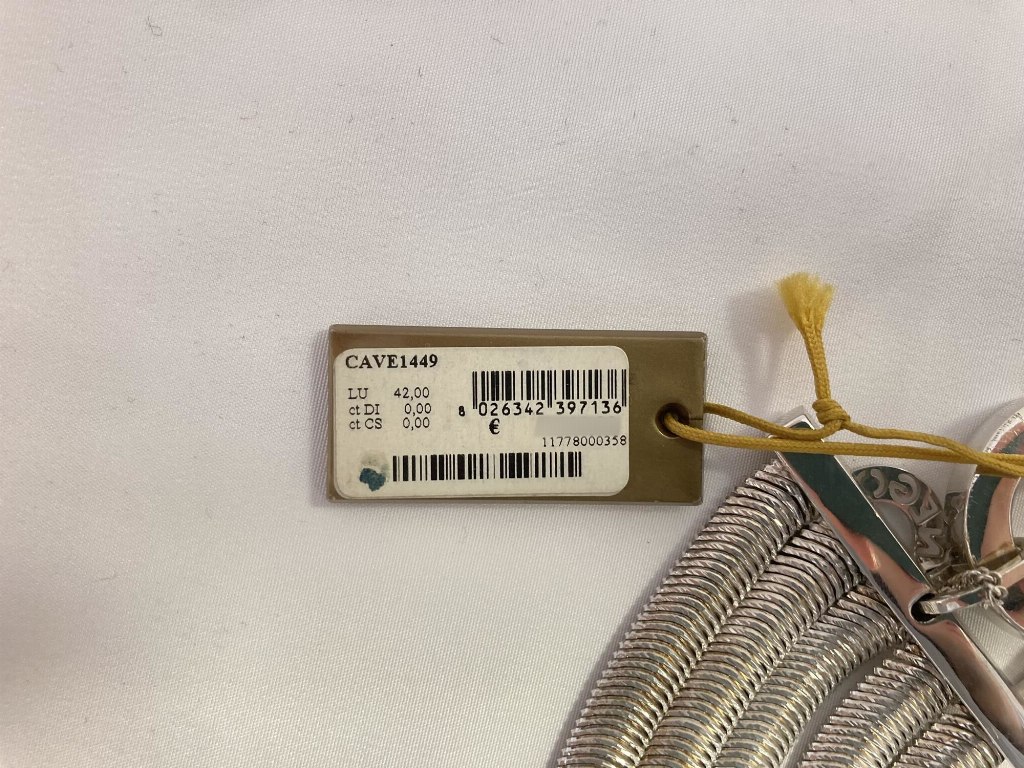 CAVE1449
LU 42,00
ct DI 0,00
ct CS 0,00
8 026342 397136
€
11778000358